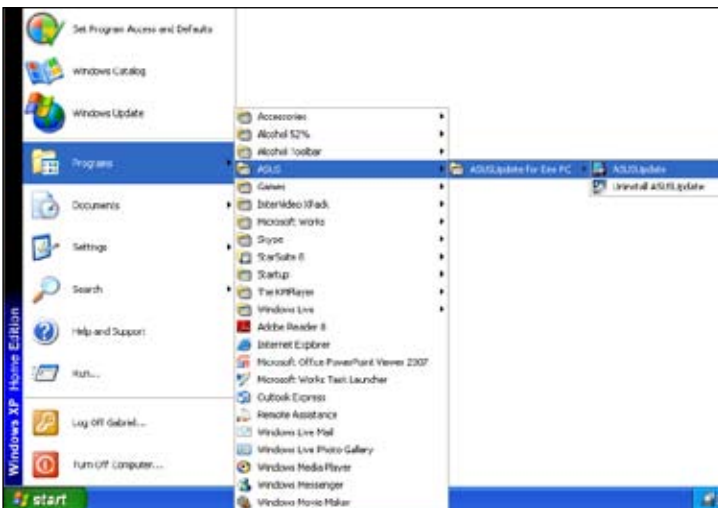 Set Program Access and Defaults
Windows Catalog
Windows Update
Programs
Documents
Settings
Search
Help and Support
Run...
Log Off Gabriel...
Turn Off Computer...
Windows XP Home Edition
start
Accessories
Alcohol 52%
Alcohol Toolbar
ASUS
Games
InterVideo XPack
Microsoft Works
Skype
StarSuite 8
Startup
The KMPlayer
Windows Live
Adobe Reader 8
Internet Explorer
Microsoft Office PowerPoint Viewer 2007
Microsoft Works Task Launcher
Outlook Express
Remote Assistance
Windows Live Mail
Windows Live Photo Gallery
Windows Media Player
Windows Messenger
Windows Movie Maker
ASUSUpdate for Eee PC
ASUSUpdate
Uninstall ASUSUpdate